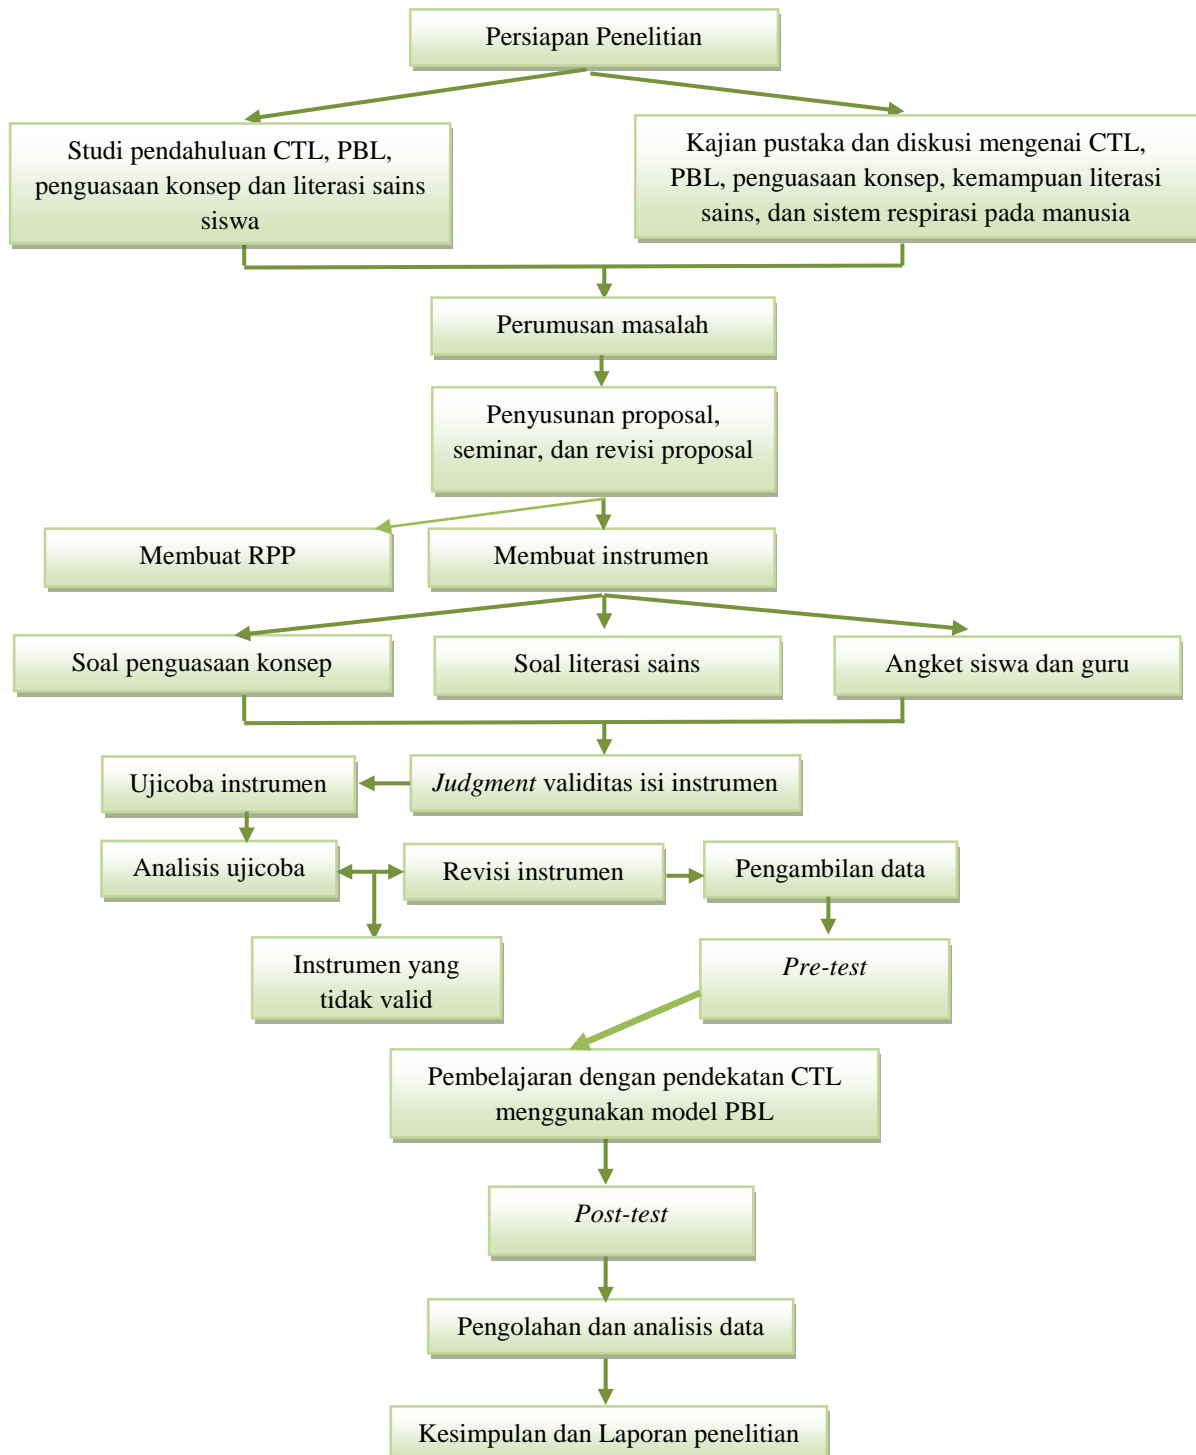 Persiapan Penelitian
Studi pendahuluan CTL, PBL,
penguasaan konsep dan literasi sains
siswa
Kajian pustaka dan diskusi mengenai CTL,
PBL, penguasaan konsep, kemampuan literasi
sains, dan sistem respirasi pada manusia
Perumusan masalah
Penyusunan proposal,
seminar, dan revisi proposal
Membuat RPP
Membuat instrumen
Soal penguasaan konsep
Soal literasi sains
Angket siswa dan guru
Ujicoba instrumen
Judgment validitas isi instrumen
Analisis ujicoba
Revisi instrumen
Pengambilan data
Instrumen yang
tidak valid
Pre-test
Pembelajaran dengan pendekatan CTL
menggunakan model PBL
Post-test
Pengolahan dan analisis data
Kesimpulan dan Laporan penelitian